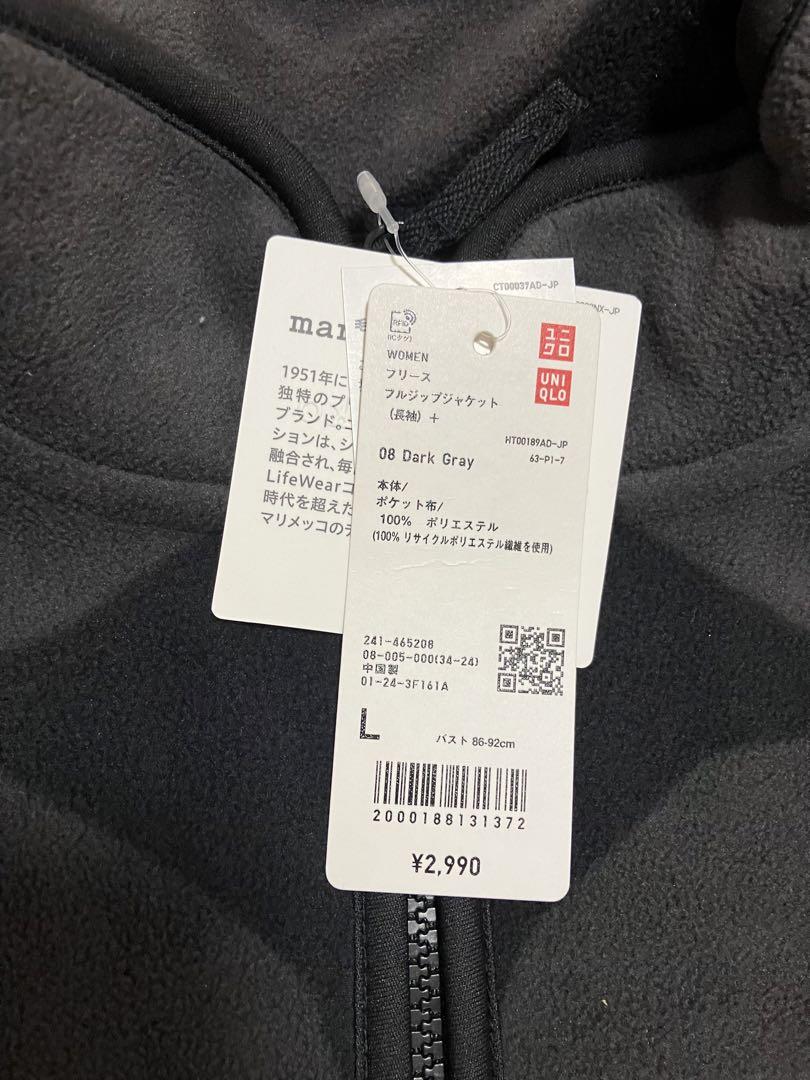 CT00037AD-JP
NX-JP
mar
1951年に
独特のプ
ブランド。ユ
ションは、シ
融合され、毎
LifeWearコ
時代を超えた
マリメッコのデ
RFID
(ICタグ)
ユニ
クロ
UNI
QLO
WOMEN
フリース
フルジップジャケット
(長袖) +
HT00189AD-JP
08 Dark Gray
63-P1-7
本体/
ポケット布/
100% ポリエステル
(100% リサイクルポリエステル繊維を使用)
241-465208
08-005-000(34-24)
中国製
01-24-3F161A
L
バスト 86-92cm
2000188131372
¥2,990